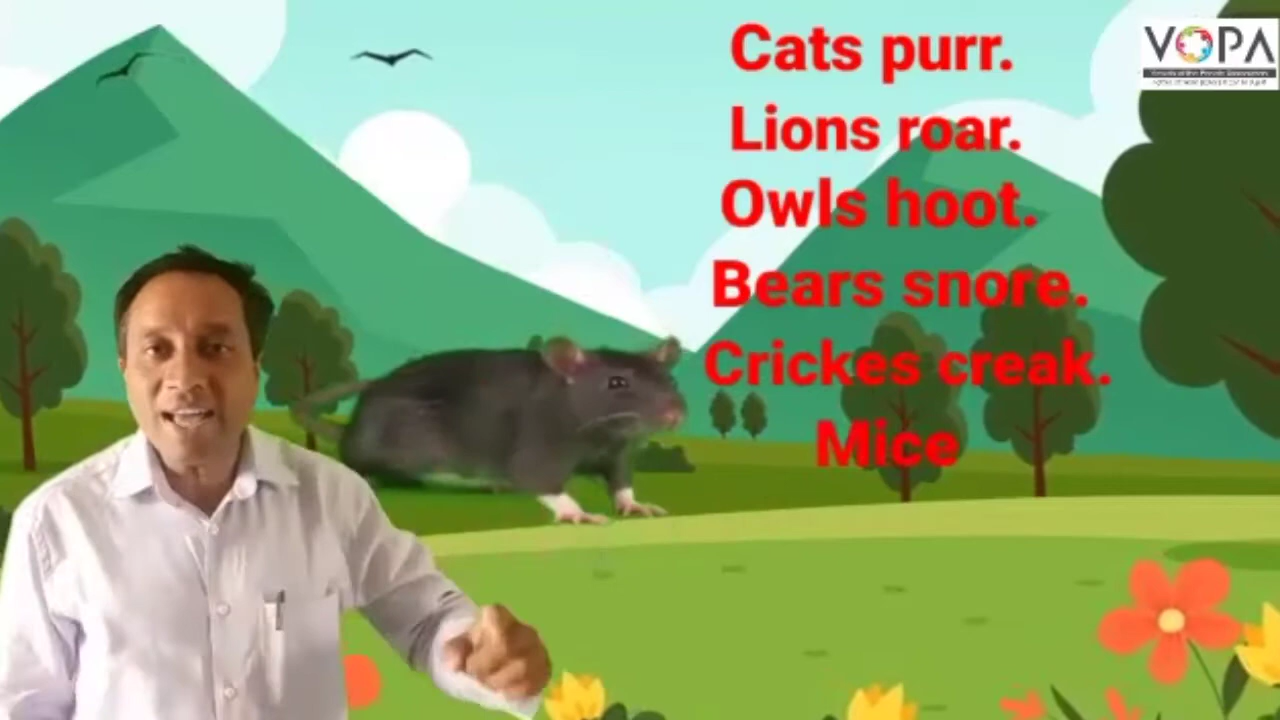 Cats purr.
Lions roar.
Owls hoot.
Bears snore.
Crickes creak.
Mice
VOPA